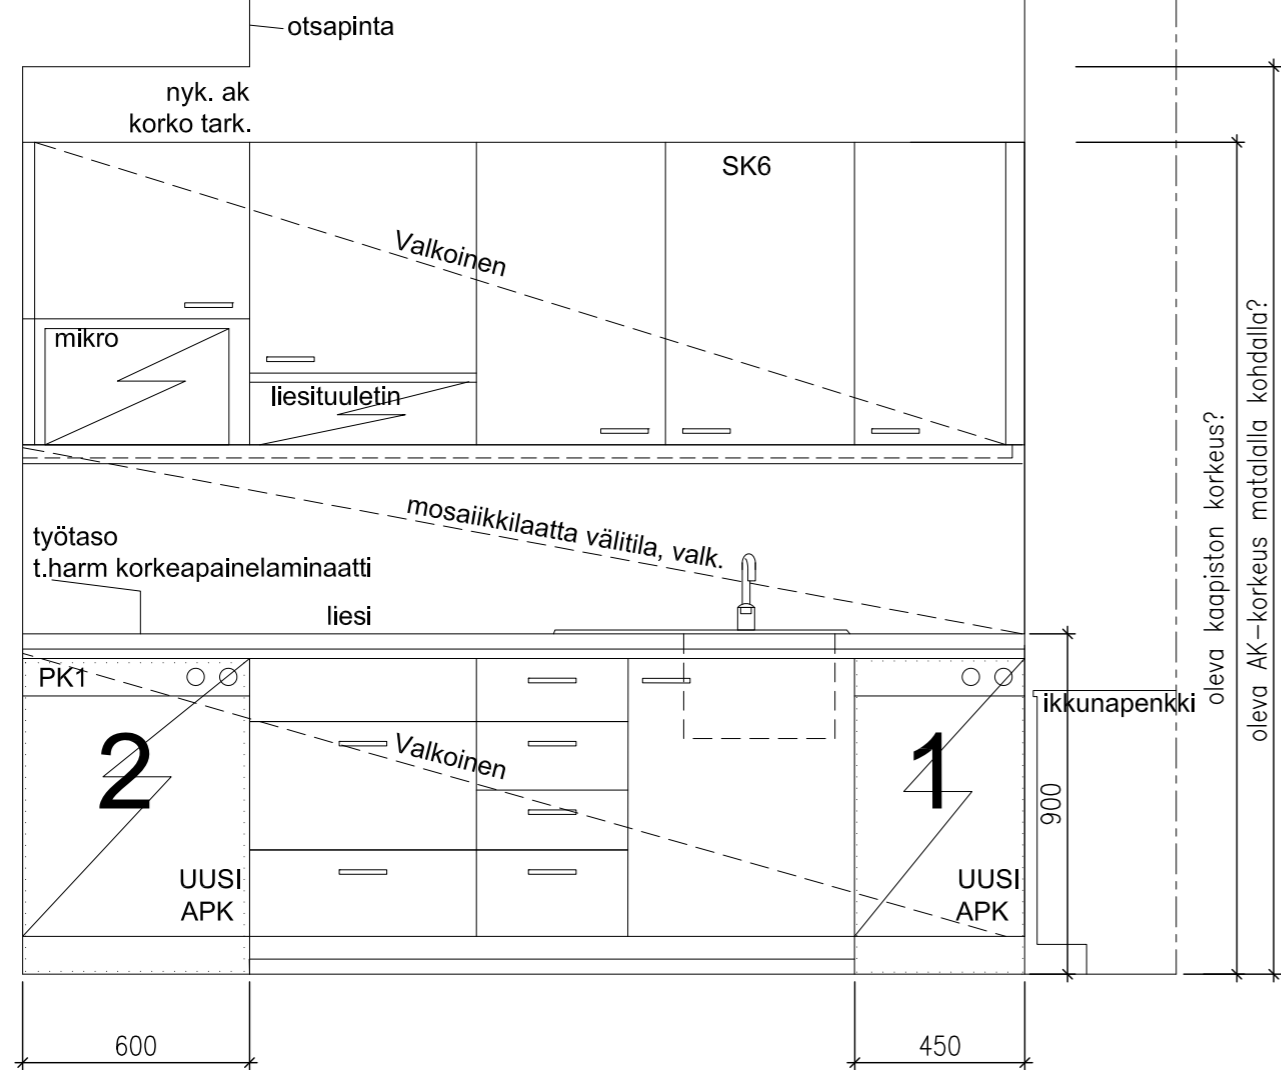 otsapinta
nyk. ak
korko tark.
SK6
Valkoinen
mikro
liesituuletin
mosaiikkilaatta välitila, valk.
työtaso
t.harm korkeapainelaminaatti
liesi
PK1
2
Valkoinen
1
UUSI
APK
UUSI
APK
ikkunapenkki
900
oleva kaapiston korkeus?
oleva AK-korkeus matalalla kohdalla?
600
450